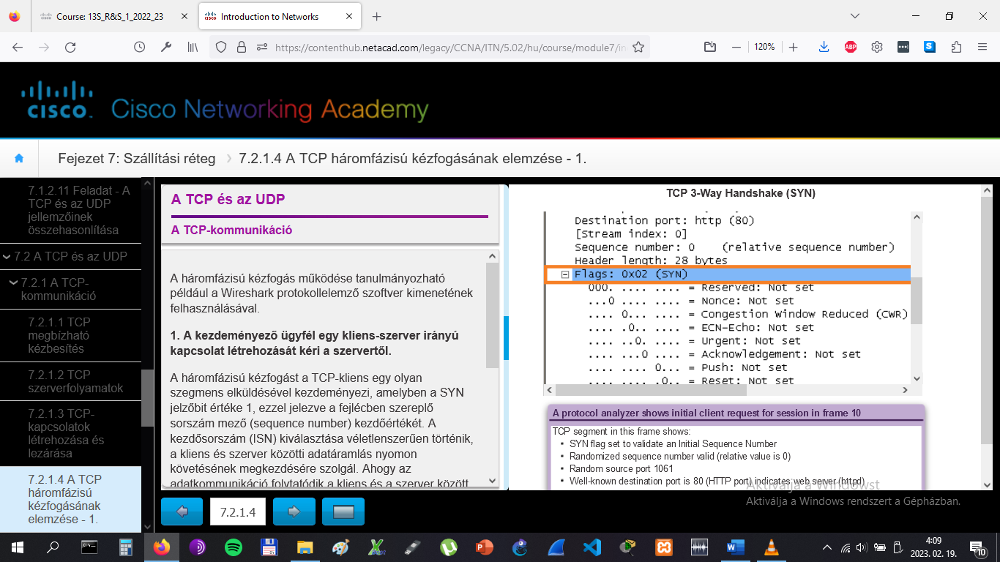 Course: 13S_R&S_1_2022_23
Introduction to Networks
https://contenthub.netacad.com/legacy/CCNA/ITN/5.02/hu/course/module7/in
120%
ABP
CISCO
Cisco Networking Academy
Fejezet 7: Szállítási réteg
7.2.1.4 A TCP háromfázisú kézfogásának elemzése - 1.
7.1.2.11 Feladat - A
TCP és az UDP
jellemzőinek
összehasonlítása
7.2 A TCP és az UDP
7.2.1 A TCP-
kommunikáció
7.2.1.1 TCP
megbízható
kézbesítés
7.2.1.2 TCP
szerverfolyamatok
7.2.1.3 TCP-
kapcsolatok
létrehozása és
lezárása
7.2.1.4 A TCP
háromfázisú
kézfogásának
elemzése - 1.
A TCP és az UDP
A TCP-kommunikáció
A háromfázisú kézfogás működése tanulmányozható
például a Wireshark protokollelemző szoftver kimenetének
felhasználásával.
1. A kezdeményező ügyfél egy kliens-szerver irányú
kapcsolat létrehozását kéri a szervertől.
A háromfázisú kézfogást a TCP-kliens egy olyan
szegmens elküldésével kezdeményezi, amelyben a SYN
jelzőbit értéke 1, ezzel jelezve a fejlécben szereplő
sorszám mező (sequence number) kezdőértékét. A
kezdősorszám (ISN) kiválasztása véletlenszerűen történik,
a kliens és szerver közötti adatáramlás nyomon
követésének megkezdésére szolgál. Ahogy az
adatkommunikáció folytatódik a kliens és a szerver között,
TCP 3-Way Handshake (SYN)
Destination port: http (80)
[Stream index: 0]
Sequence number: 0 (relative sequence number)
Header length: 28 bytes
Flags: 0x02 (SYN)
000. .... .... = Reserved: Not set
...0 .... .... = Nonce: Not set
.... 0... .... = Congestion Window Reduced (CWR)
.... .0.. .... = ECN-Echo: Not set
.... ..0. .... = Urgent: Not set
.... ...0 .... = Acknowledgement: Not set
.... .... 0... = Push: Not set
.... .... .0.. = Reset: Not set
A protocol analyzer shows initial client request for session in frame 10
TCP segment in this frame shows:
• SYN flag set to validate an Initial Sequence Number
• Randomized sequence number valid (relative value is 0)
• Random source port 1061
• Well-known destination port is 80 (HTTP port) indicates web server (httpd)
Aktiválja a Windowst
Aktiválja a Windows rendszert a Gépházban.
7.2.1.4
4:09
2023. 02. 19.
10